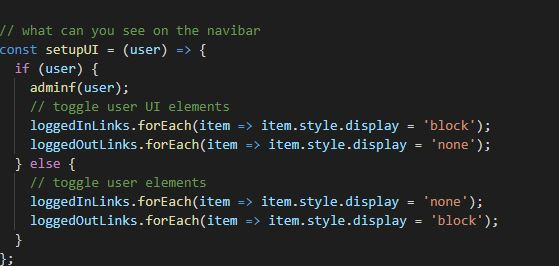 // what can you see on the navibar
const setupUI = (user) => {
  if (user) {
    adminf(user);
    // toggle user UI elements
    loggedInLinks.forEach(item => item.style.display = 'block');
    loggedOutLinks.forEach(item => item.style.display = 'none');
  } else {
    // toggle user elements
    loggedInLinks.forEach(item => item.style.display = 'none');
    loggedOutLinks.forEach(item => item.style.display = 'block');
  }
};